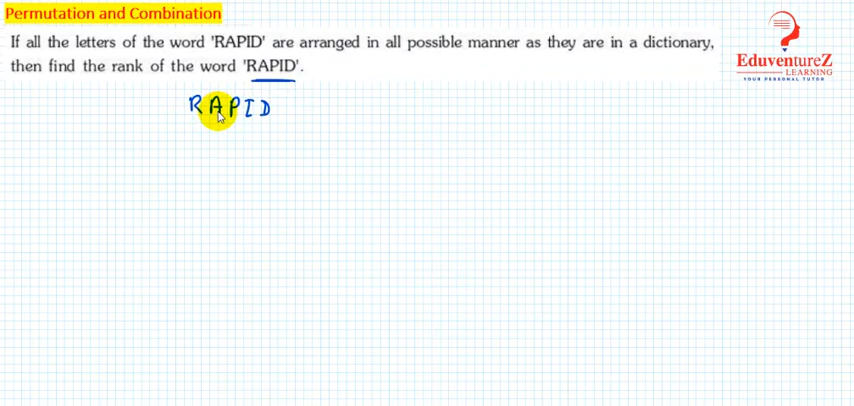 Permutation and Combination
If all the letters of the word 'RAPID' are arranged in all possible manner as they are in a dictionary,
then find the rank of the word 'RAPID'.
EduventureZ
LEARNING
YOUR PERSONAL TUTOR
RAPID